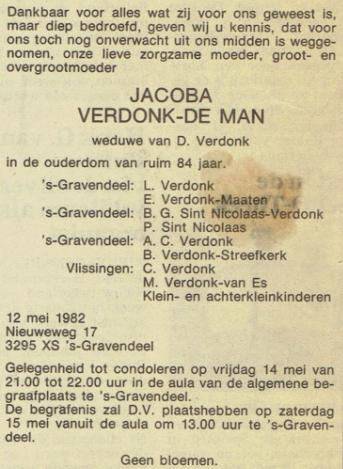 Dankbaar voor alles wat zij voor ons geweest is,
maar diep bedroefd, geven wij u kennis, dat voor
ons toch nog onverwacht uit ons midden is wegge-
nomen, onze lieve zorgzame moeder, groot- en
overgrootmoeder
JACOBA
VERDONK-DE MAN
weduwe van D. Verdonk
in de ouderdom van ruim 84 jaar.
's-Gravendeel: L. Verdonk
E. Verdonk-Maaten
's-Gravendeel: B. G. Sint Nicolaas-Verdonk
P. Sint Nicolaas
's-Gravendeel: A. C. Verdonk
B. Verdonk-Streefkerk
Vlissingen: C. Verdonk
M. Verdonk-van Es
Klein- en achterkleinkinderen
12 mei 1982
Nieuweweg 17
3295 XS 's-Gravendeel
Gelegenheid tot condoleren op vrijdag 14 mei van
21.00 tot 22.00 uur in de aula van de algemene be-
graafplaats te 's-Gravendeel.
De begrafenis zal D.V. plaatshebben op zaterdag
15 mei vanuit de aula om 13.00 uur te 's-Graven-
deel.
Geen bloemen.